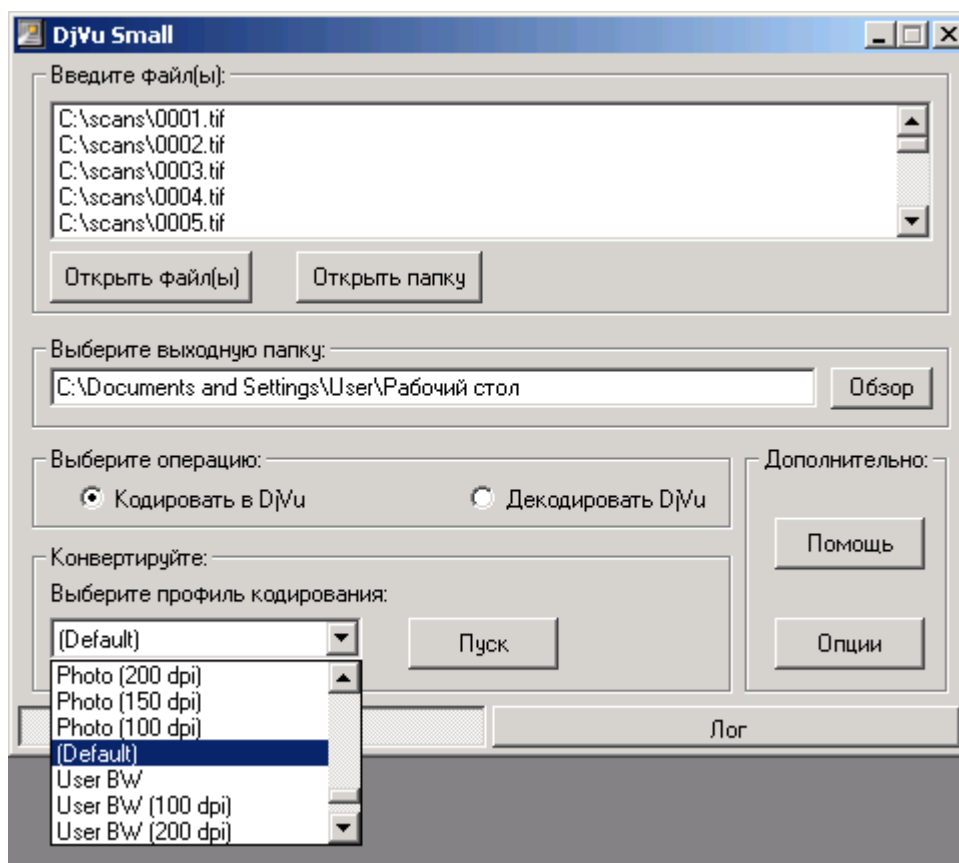 DjVu Small
Введите файл(ы):
C:\scans\0001.tif
C:\scans\0002.tif
C:\scans\0003.tif
C:\scans\0004.tif
C:\scans\0005.tif
Открыть файл(ы) Открыть папку
Выберите выходную папку:
C:\Documents and Settings\User\Рабочий стол Обзор
Выберите операцию:
Кодировать в DjVu Декодировать DjVu
Дополнительно:
Помощь
Опции
Конвертируйте:
Выберите профиль кодирования:
(Default) Пуск
Photo (200 dpi)
Photo (150 dpi)
Photo (100 dpi)
(Default)
User BW
User BW (100 dpi)
User BW (200 dpi)
Лог